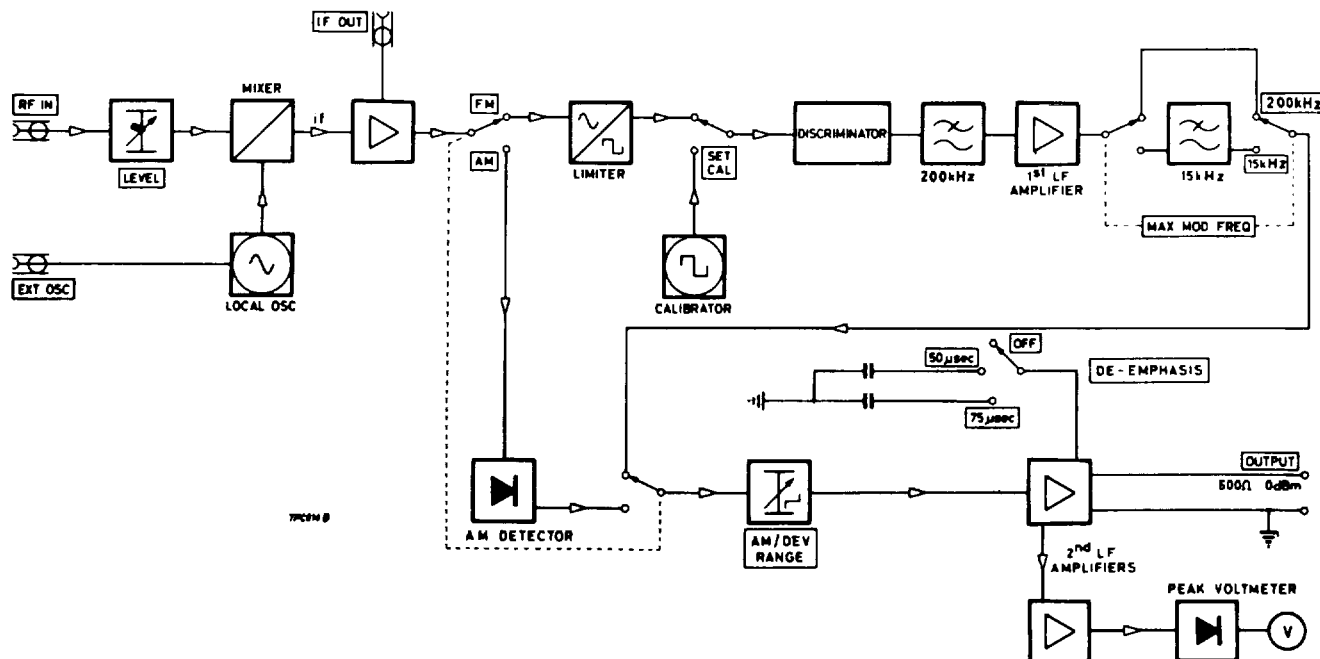 IF OUT
RF IN
MIXER
if
LEVEL
FM
AM
LIMITER
SET
CAL
DISCRIMINATOR
200kHz
1st LF
AMPLIFIER
200kHz
15kHz
15kHz
MAX MOD FREQ
EXT OSC
LOCAL OSC
CALIBRATOR
OFF
50μsec
DE-EMPHASIS
75μsec
AM DETECTOR
AM/DEV
RANGE
OUTPUT
600Ω 0dBm
2nd LF
AMPLIFIERS
PEAK VOLTMETER
V